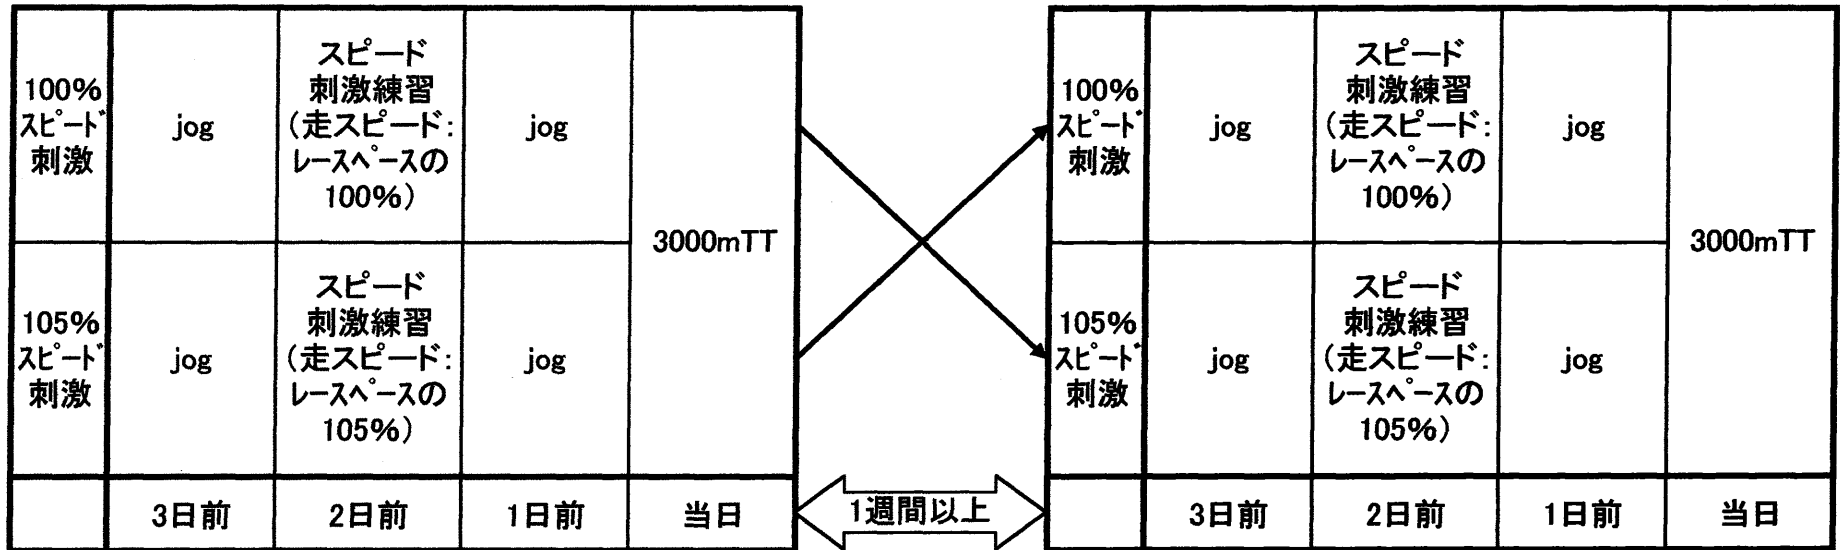 100%
スピード
刺激
jog
スピード
刺激練習
(走スピード:
レースペースの
100%)
jog
3000mTT
105%
スピード
刺激
jog
スピード
刺激練習
(走スピード:
レースペースの
105%)
jog
3日前
2日前
1日前
当日
1週間以上
100%
スピード
刺激
jog
スピード
刺激練習
(走スピード:
レースペースの
100%)
jog
3000mTT
105%
スピード
刺激
jog
スピード
刺激練習
(走スピード:
レースペースの
105%)
jog
3日前
2日前
1日前
当日